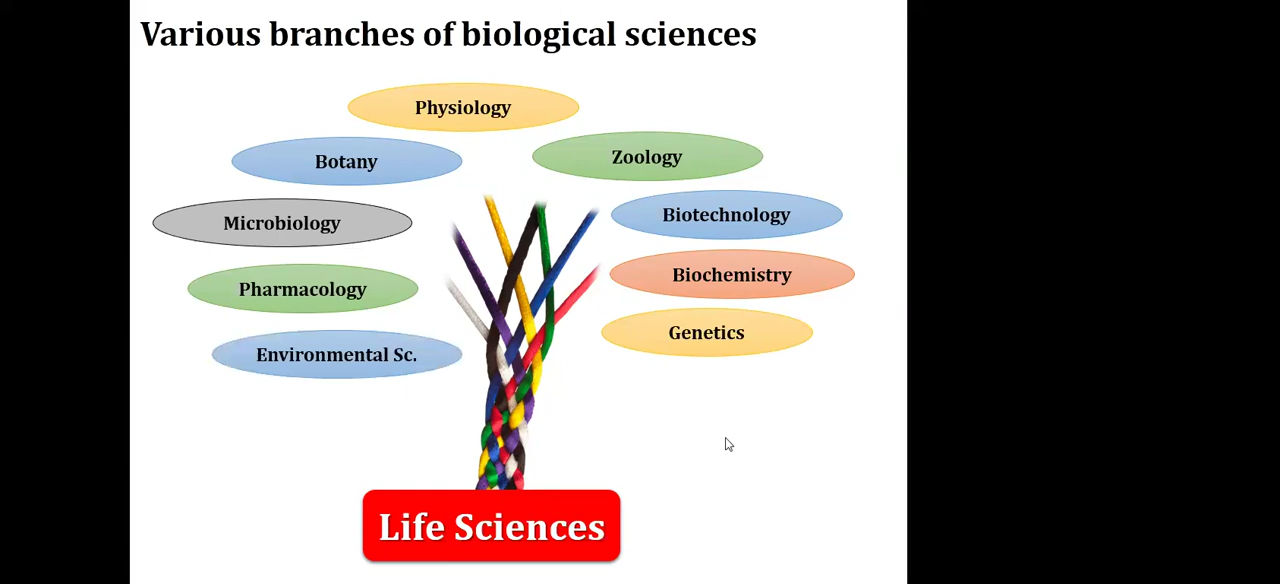 Various branches of biological sciences
Physiology
Botany
Zoology
Microbiology
Biotechnology
Pharmacology
Biochemistry
Environmental Sc.
Genetics
Life Sciences